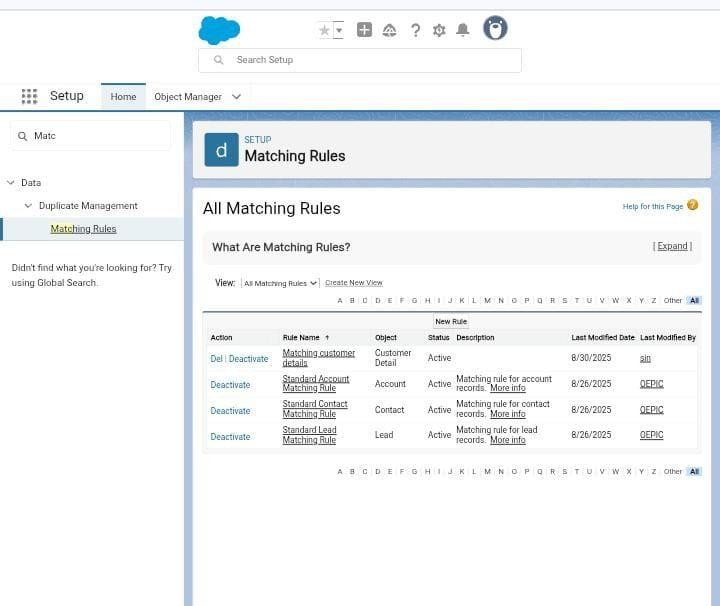 Search Setup
Setup
Home
Object Manager
Matc
Data
Duplicate Management
Matching Rules
Didn't find what you're looking for? Try
using Global Search.
d
SETUP
Matching Rules
All Matching Rules
Help for this Page ?
What Are Matching Rules?
[ Expand ]
View: All Matching Rules Create New View
A B C D E F G H I J K L M N O P Q R S T U V W X Y Z Other All
New Rule
Action Rule Name ↑ Object Status Description Last Modified Date Last Modified By
Del | Deactivate Matching customer details Customer Detail Active 8/30/2025 sin
Deactivate Standard Account Matching Rule Account Active Matching rule for account records. More info 8/26/2025 OEPIC
Deactivate Standard Contact Matching Rule Contact Active Matching rule for contact records. More info 8/26/2025 OEPIC
Deactivate Standard Lead Matching Rule Lead Active Matching rule for lead records. More info 8/26/2025 OEPIC
A B C D E F G H I J K L M N O P Q R S T U V W X Y Z Other All